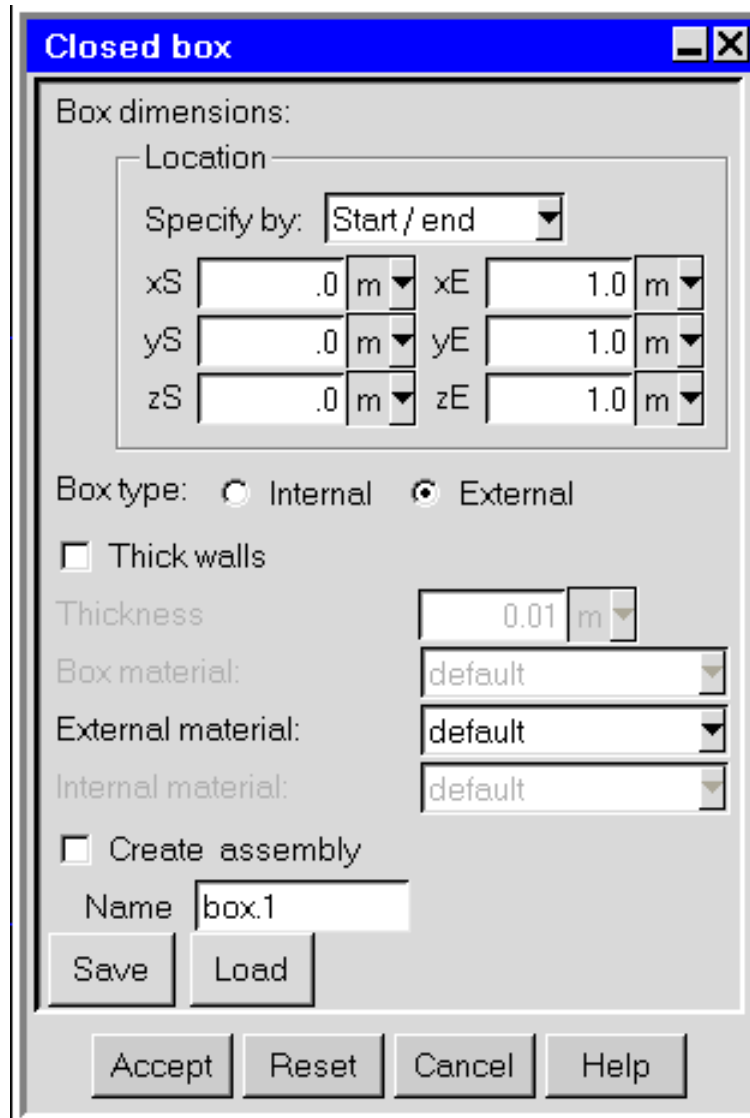 Closed box
Box dimensions:
Location
Specify by: Start / end
xS .0 m xE 1.0 m
yS .0 m yE 1.0 m
zS .0 m zE 1.0 m
Box type: Internal External
Thick walls
Thickness 0.01 m
Box material: default
External material: default
Internal material: default
Create assembly
Name box.1
Save Load
Accept Reset Cancel Help